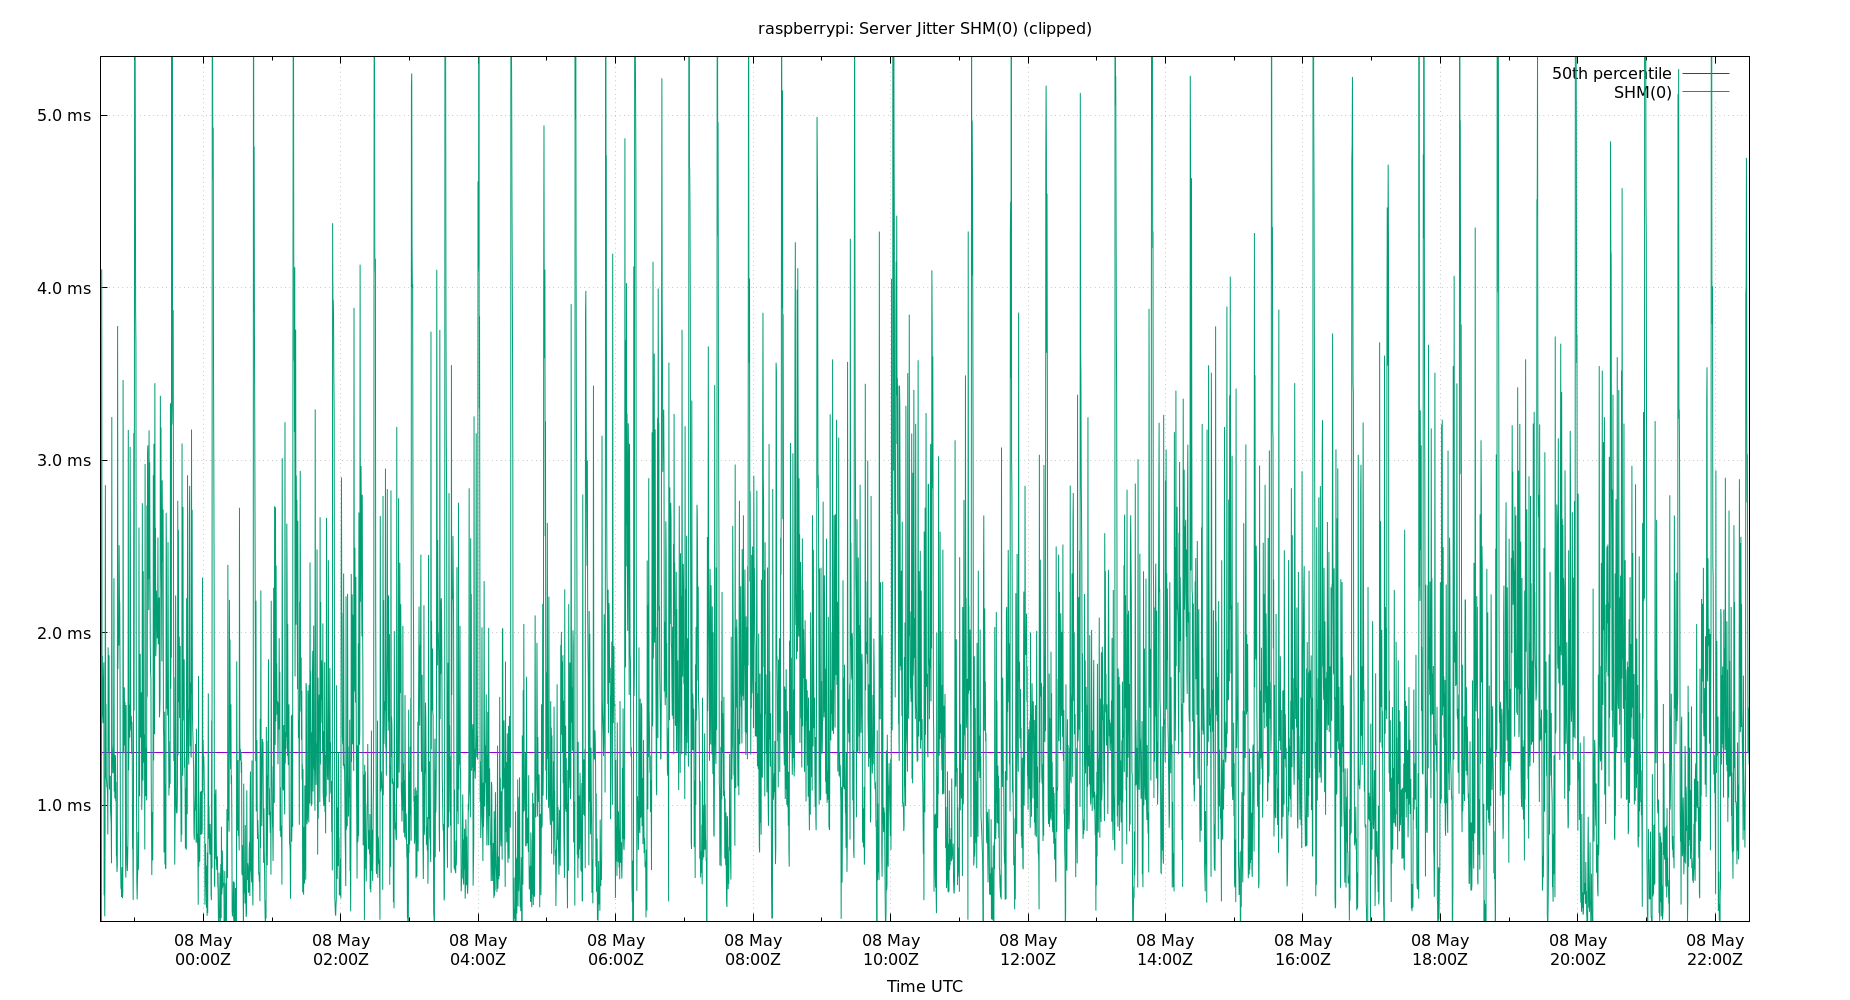 raspberrypi: Server Jitter SHM(0) (clipped)
50th percentile
SHM(0)
5.0 ms
4.0 ms
3.0 ms
2.0 ms
1.0 ms
08 May 08 May 08 May 08 May 08 May 08 May 08 May 08 May 08 May 08 May 08 May 08 May
00:00Z 02:00Z 04:00Z 06:00Z 08:00Z 10:00Z 12:00Z 14:00Z 16:00Z 18:00Z 20:00Z 22:00Z
Time UTC